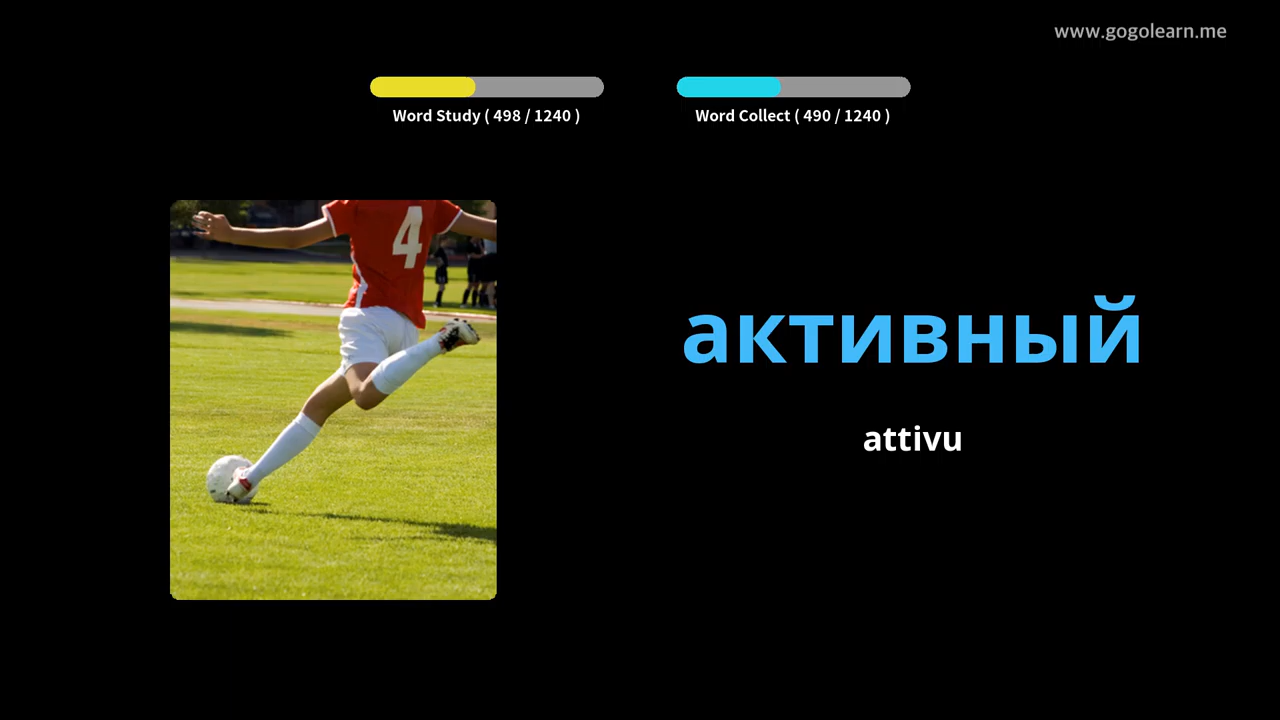 www.gogolearn.me
Word Study ( 498 / 1240 )
Word Collect ( 490 / 1240 )
4
активный
attivu